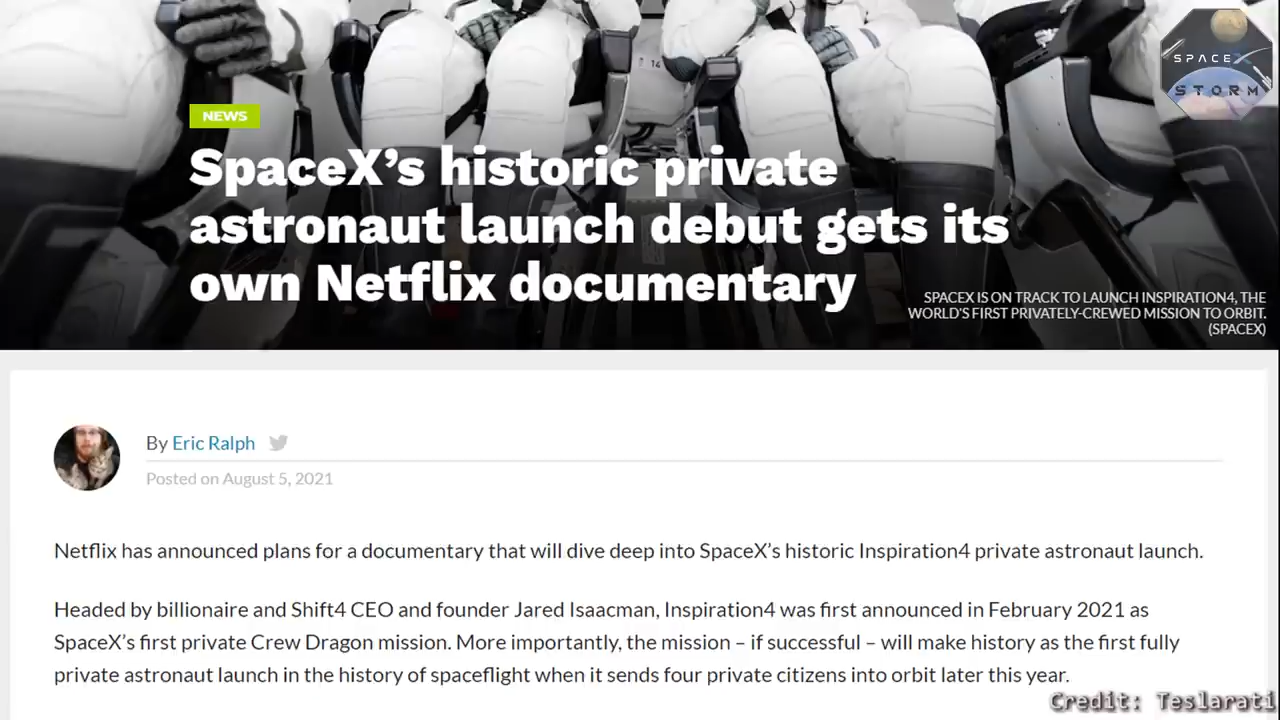 SPACEX
STORM
14
NEWS
SpaceX's historic private
astronaut launch debut gets its
own Netflix documentary
SPACEX IS ON TRACK TO LAUNCH INSPIRATION4, THE
WORLD'S FIRST PRIVATELY-CREWED MISSION TO ORBIT.
(SPACEX)
By Eric Ralph
Posted on August 5, 2021
Netflix has announced plans for a documentary that will dive deep into SpaceX's historic Inspiration4 private astronaut launch.
Headed by billionaire and Shift4 CEO and founder Jared Isaacman, Inspiration4 was first announced in February 2021 as
SpaceX's first private Crew Dragon mission. More importantly, the mission – if successful – will make history as the first fully
private astronaut launch in the history of spaceflight when it sends four private citizens into orbit later this year.
Credit: Teslarati